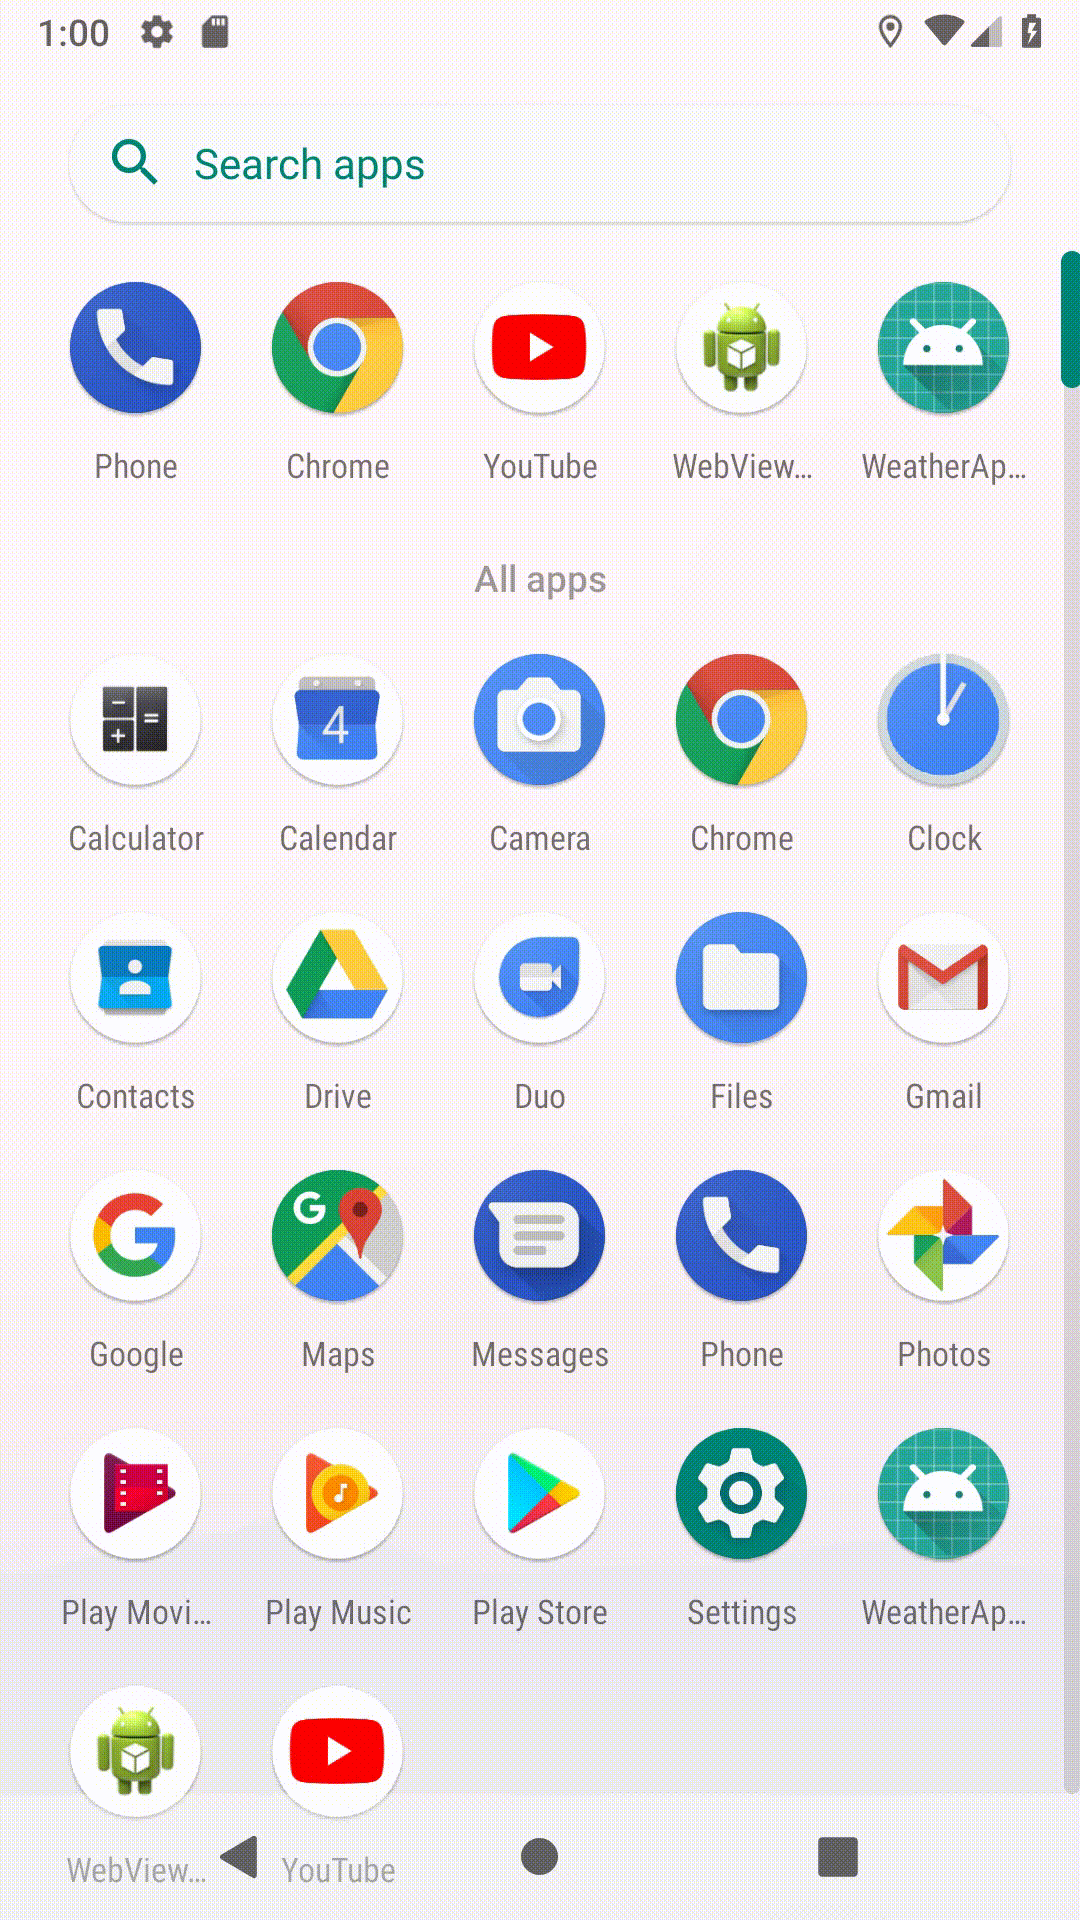 1:00
Search apps
Phone Chrome YouTube WebView... WeatherAp...
All apps
4
Calculator Calendar Camera Chrome Clock
Contacts Drive Duo Files Gmail
G
Google Maps Messages Phone Photos
Play Movi... Play Music Play Store Settings WeatherAp...
WebView... YouTube